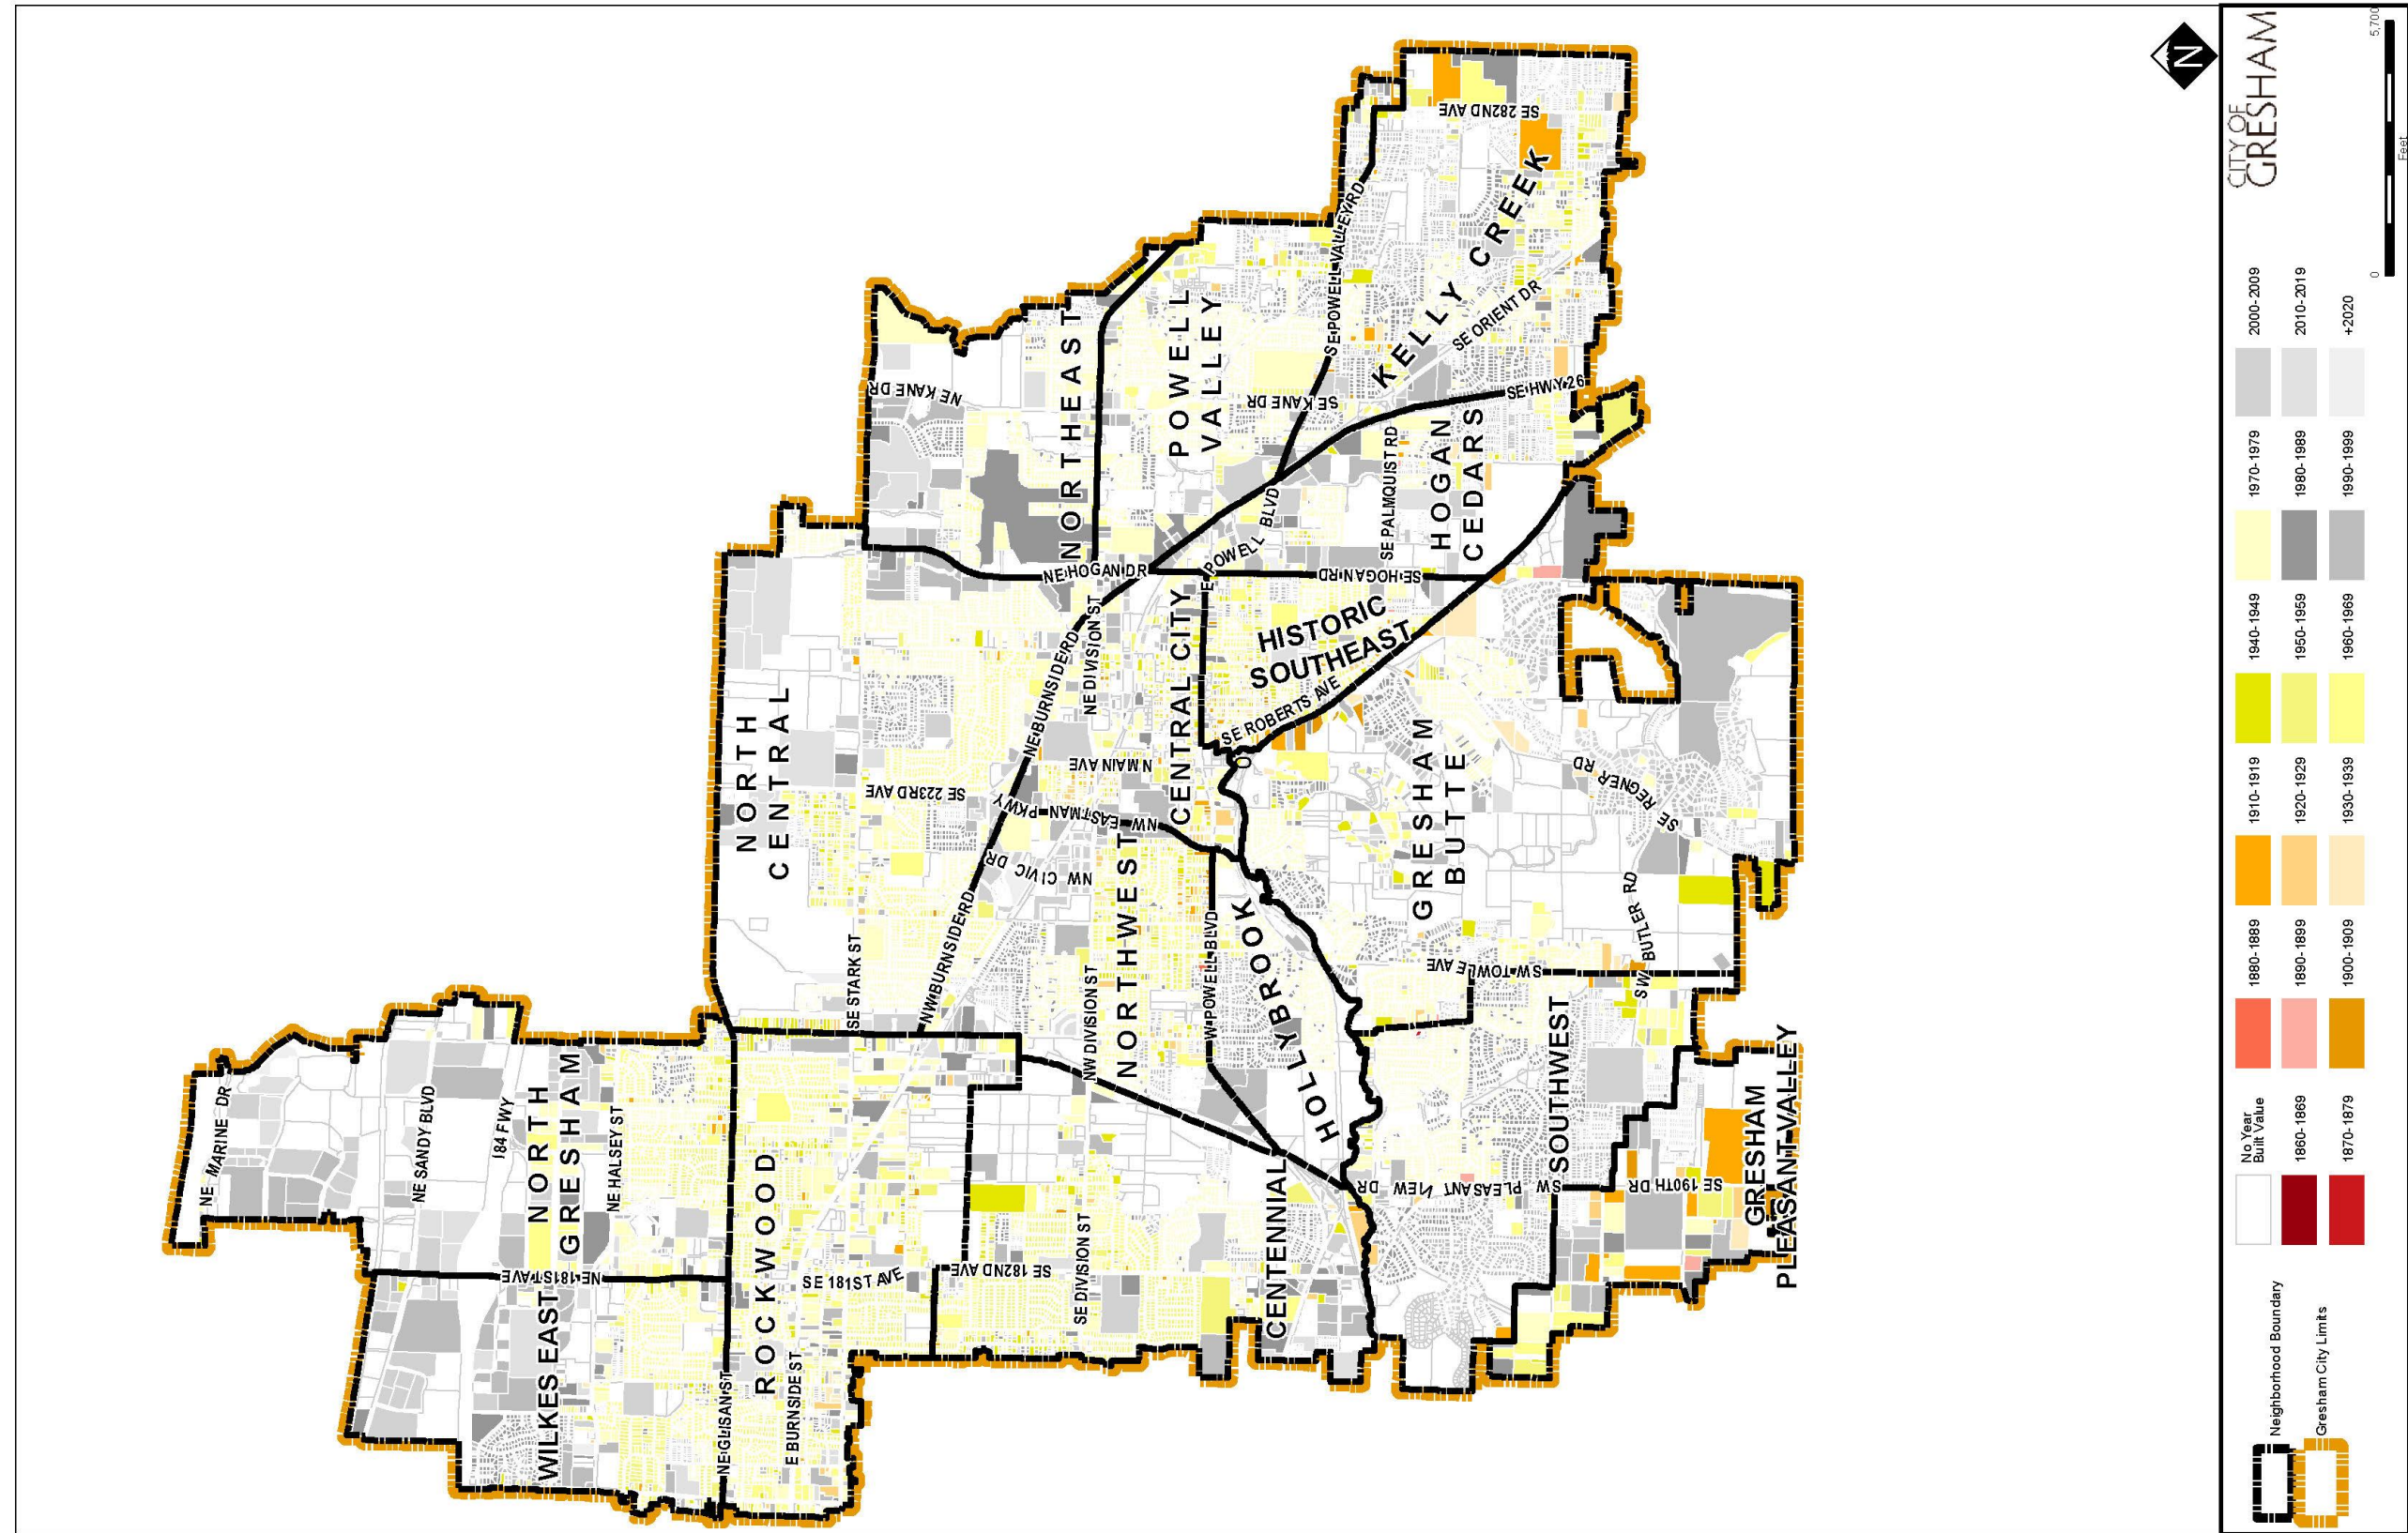 NE MARINE DR
NE SANDY BLVD
I84 FWY
NORTH
GRESHAM
NE HALSEY ST
NE 181ST AVE
WILKES EAST
NE GLISAN ST
ROCKWOOD
E BURNSIDE ST
SE 181ST AVE
SE STARK ST
NW BURNSIDE RD
NORTH
CENTRAL
SE 223RD AVE
NE BURNSIDE RD
NE KANE DR
NORTHEAST
NE HOGAN DR
NE DIVISION ST
N MAIN AVE
NW EASTMAN PKWY
NW CIVIC DR
NORTHWEST
NW DIVISION ST
CENTRAL CITY
POWELL
VALLEY
SE KANE DR
SE POWELL VALLEY RD
E POWELL BLVD
SE 282ND AVE
KELLY CREEK
SE ORIENT DR
SE HWY 26
HOGAN
CEDARS
SE PALMQUIST RD
SE HOGAN RD
HISTORIC
SOUTHEAST
SE ROBERTS AVE
GRESHAM
BUTTE
SE REGNER RD
SW BUTLER RD
SW TOWLE AVE
W POWELL BLVD
HOLLYBROOK
SE 182ND AVE
SE DIVISION ST
CENTENNIAL
SW PLEASANT VIEW DR
SOUTHWEST
SE 190TH DR
GRESHAM
PLEASANT VALLEY
N
CITY OF
GRESHAM
0
5,700
Feet
Neighborhood Boundary
Gresham City Limits
No Year
Built Value
1860-1869
1870-1879
1880-1889
1890-1899
1900-1909
1910-1919
1920-1929
1930-1939
1940-1949
1950-1959
1960-1969
1970-1979
1980-1989
1990-1999
2000-2009
2010-2019
+2020